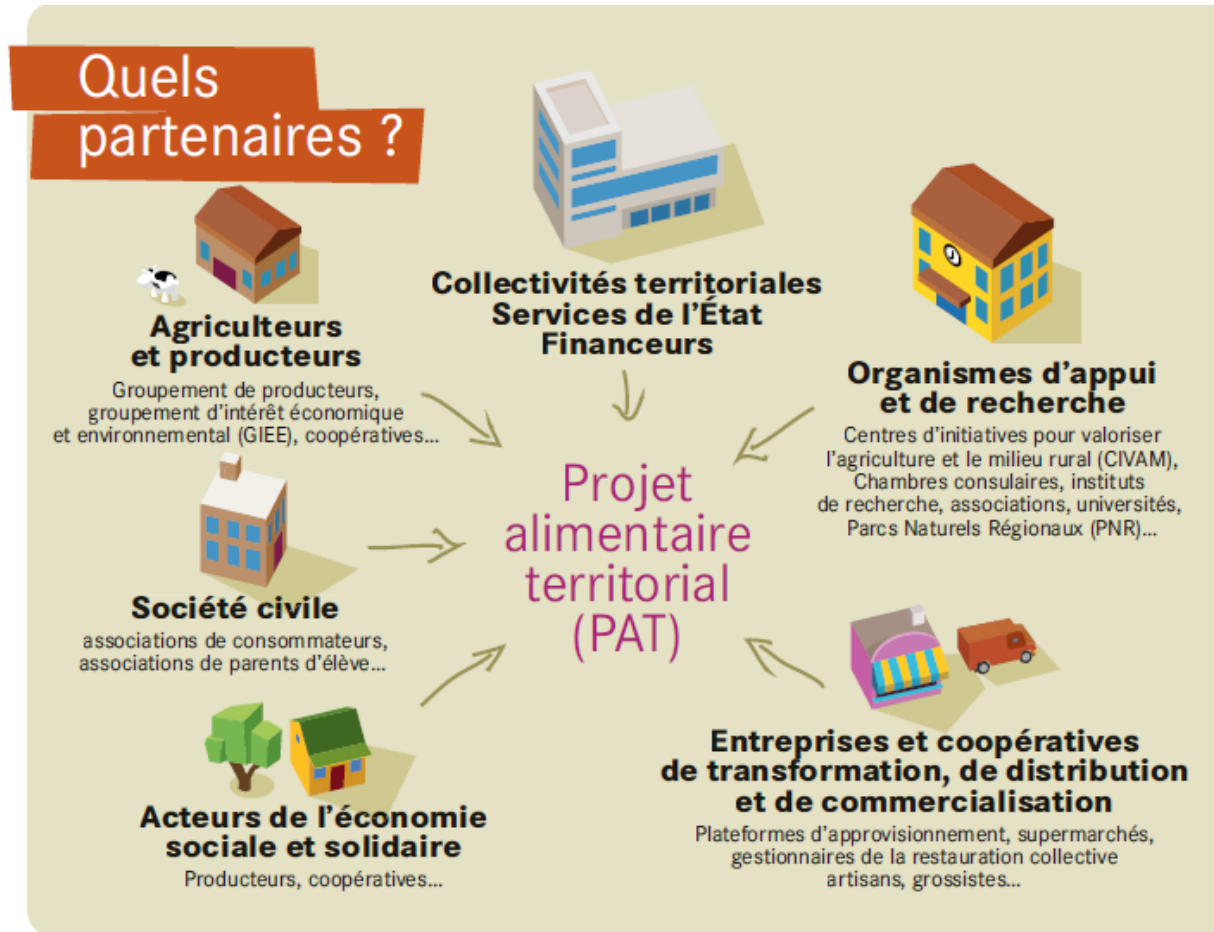 Quels
partenaires ?
Collectivités territoriales
Services de l'État
Financeurs
Agriculteurs
et producteurs
Groupement de producteurs,
groupement d'intérêt économique
et environnemental (GIEE), coopératives...
Organismes d'appui
et de recherche
Centres d'initiatives pour valoriser
l'agriculture et le milieu rural (CIVAM),
Chambres consulaires, instituts
de recherche, associations, universités,
Parcs Naturels Régionaux (PNR)...
Projet
alimentaire
territorial
(PAT)
Société civile
associations de consommateurs,
associations de parents d'élève...
Acteurs de l'économie
sociale et solidaire
Producteurs, coopératives...
Entreprises et coopératives
de transformation, de distribution
et de commercialisation
Plateformes d'approvisionnement, supermarchés,
gestionnaires de la restauration collective
artisans, grossistes...